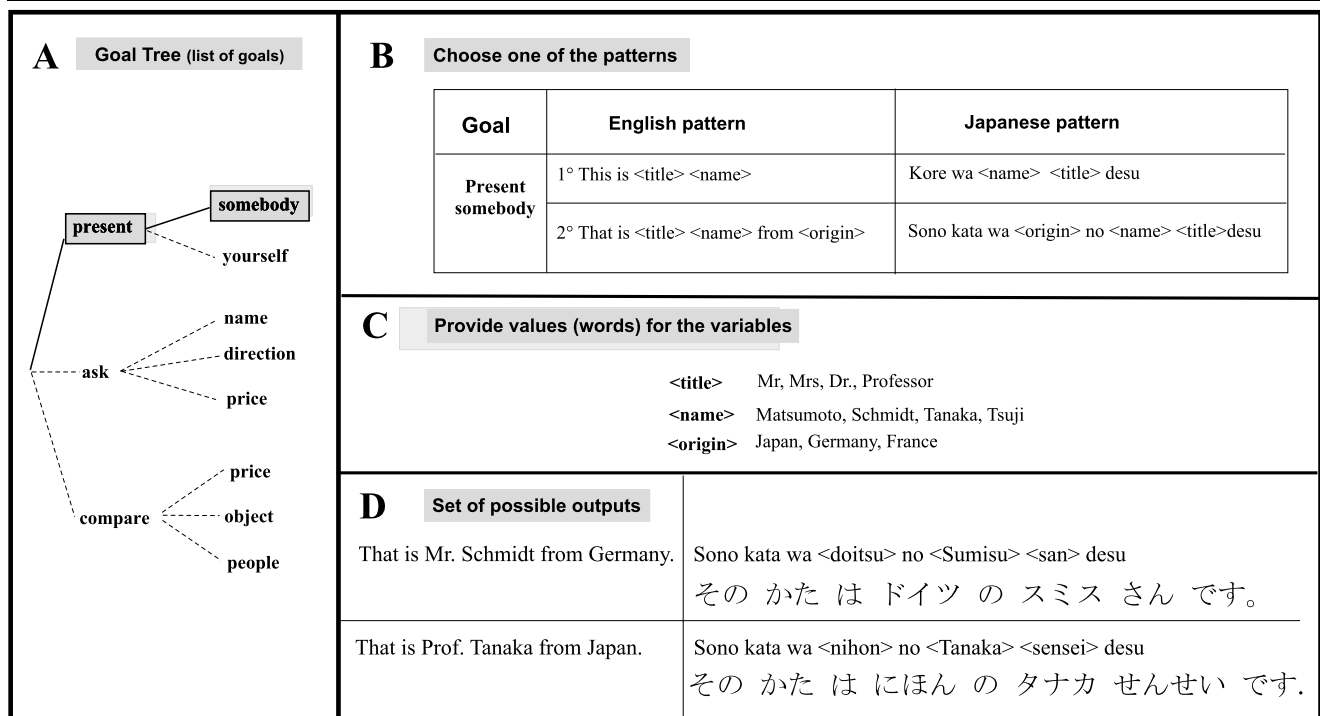 A Goal Tree (list of goals)
somebody
present
yourself
name
direction
ask
price
price
compare
object
people
B Choose one of the patterns
Goal English pattern Japanese pattern
Present somebody
1° This is <title> <name> Kore wa <name> <title> desu
2° That is <title> <name> from <origin> Sono kata wa <origin> no <name> <title>desu
C Provide values (words) for the variables
<title> Mr, Mrs, Dr., Professor
<name> Matsumoto, Schmidt, Tanaka, Tsuji
<origin> Japan, Germany, France
D Set of possible outputs
That is Mr. Schmidt from Germany. Sono kata wa <doitsu> no <Sumisu> <san> desu
その かた は ドイツ の スミス さん です。
That is Prof. Tanaka from Japan. Sono kata wa <nihon> no <Tanaka> <sensei> desu
その かた は にほん の タナカ せんせい です.